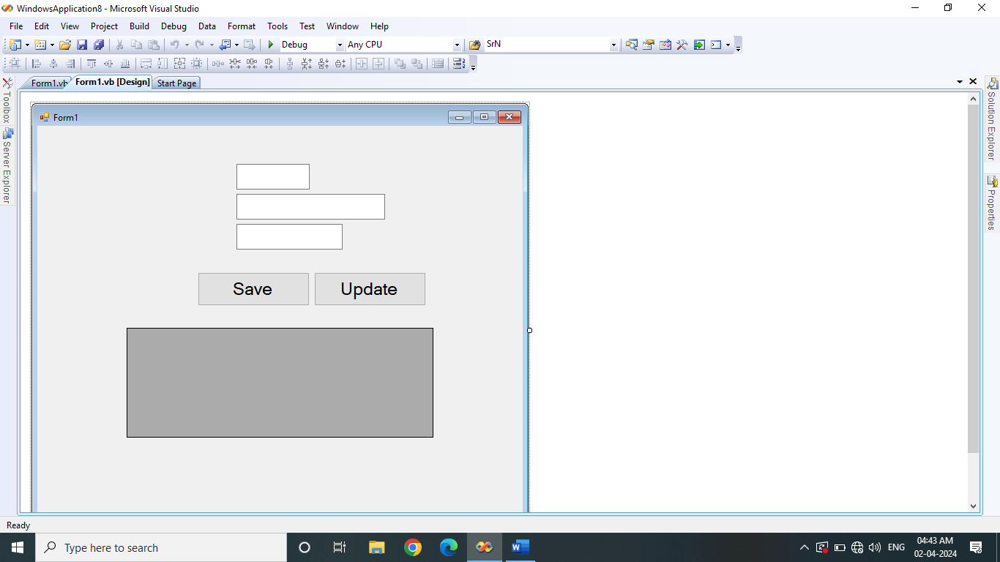 WindowsApplication8 - Microsoft Visual Studio
File Edit View Project Build Debug Data Format Tools Test Window Help
Debug Any CPU SrN
Form1.vb Form1.vb [Design] Start Page
Toolbox
Server Explorer
Solution Explorer
Properties
Form1
Save Update
Ready
Type here to search
ENG
04:43 AM
02-04-2024